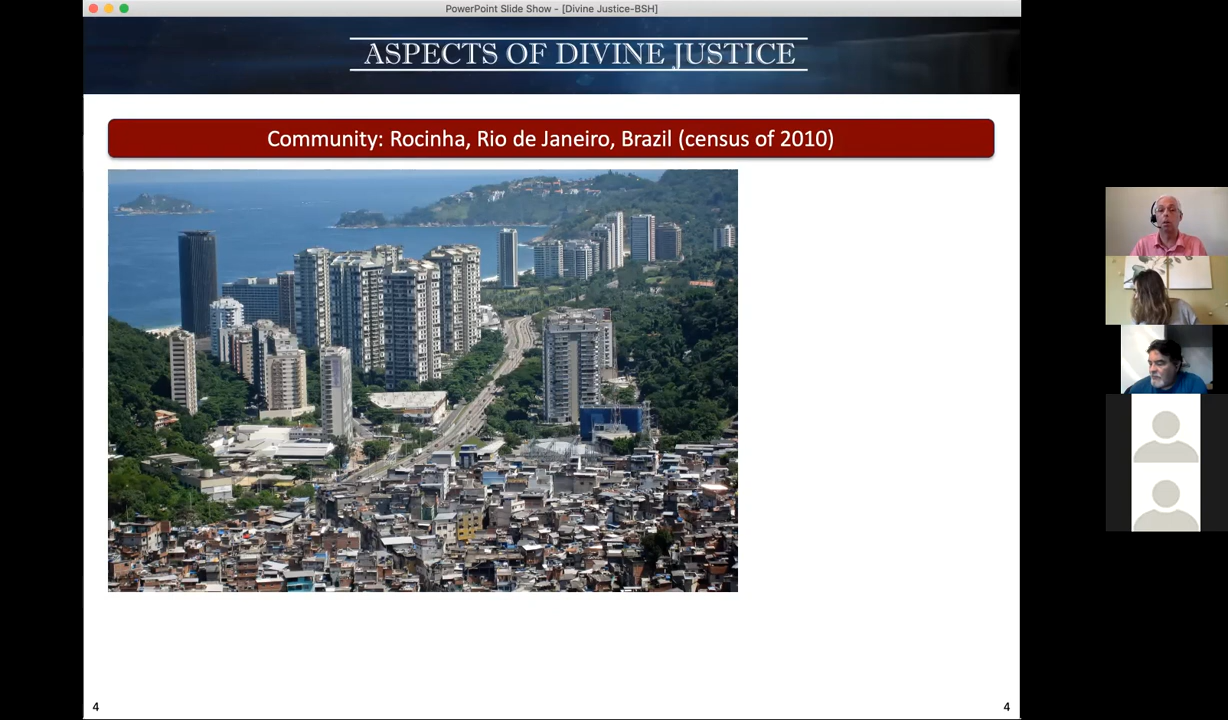 PowerPoint Slide Show - [Divine Justice-BSH]
ASPECTS OF DIVINE JUSTICE
Community: Rocinha, Rio de Janeiro, Brazil (census of 2010)
4
4